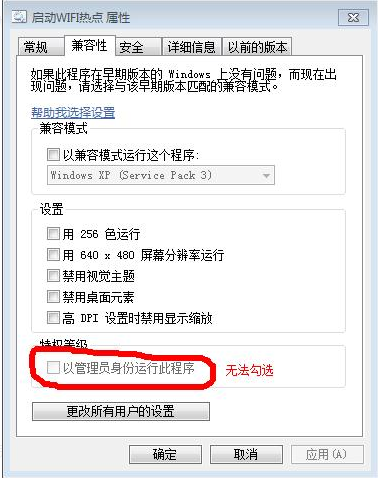 启动WIFI热点 属性
常规 兼容性 安全 详细信息 以前的版本
如果此程序在早期版本的 Windows 上没有问题，而现在出
现问题，请选择与该早期版本匹配的兼容模式。
帮助我选择设置
兼容模式
以兼容模式运行这个程序:
Windows XP (Service Pack 3)
设置
用 256 色运行
用 640 x 480 屏幕分辨率运行
禁用视觉主题
禁用桌面元素
高 DPI 设置时禁用显示缩放
特权等级
以管理员身份运行此程序 无法勾选
更改所有用户的设置
确定 取消 应用(A)